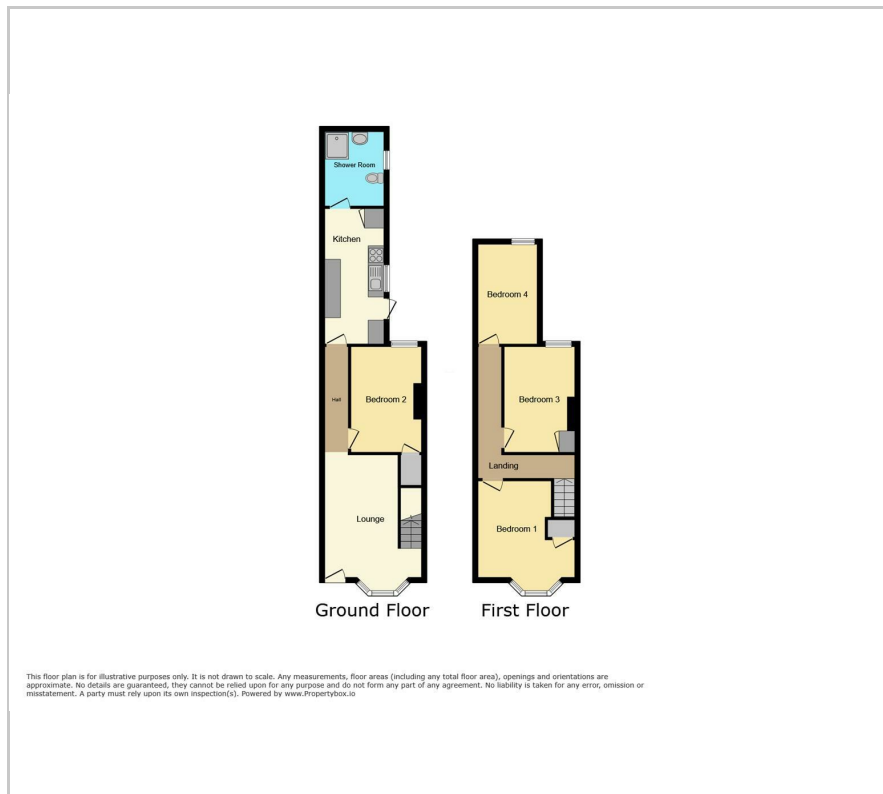 Shower Room
Kitchen
Hall
Bedroom 2
Lounge
Ground Floor
Bedroom 4
Bedroom 3
Landing
Bedroom 1
First Floor
This floor plan is for illustrative purposes only. It is not drawn to scale. Any measurements, floor areas (including any total floor area), openings and orientations are
approximate. No details are guaranteed, they cannot be relied upon for any purpose and do not form any part of any agreement. No liability is taken for any error, omission or
misstatement. A party must rely upon its own inspection(s). Powered by www.Propertybox.io